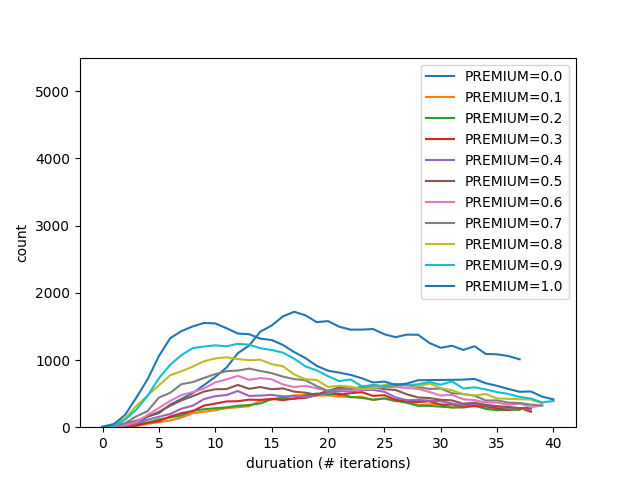 5000
4000
3000
2000
1000
0
count
0
5
10
15
20
25
30
35
40
duruation (# iterations)
PREMIUM=0.0
PREMIUM=0.1
PREMIUM=0.2
PREMIUM=0.3
PREMIUM=0.4
PREMIUM=0.5
PREMIUM=0.6
PREMIUM=0.7
PREMIUM=0.8
PREMIUM=0.9
PREMIUM=1.0